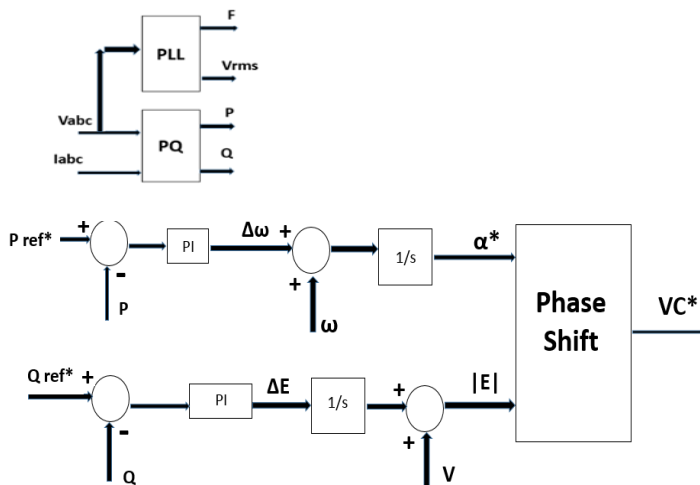 F
PLL
Vrms
Vabc
P
PQ
Iabc
Q
P ref*
+
-
P
PI
Δω
+
+
ω
1/s
α*
Phase
Shift
VC*
Q ref*
+
-
Q
PI
ΔE
1/s
+
+
V
|E|